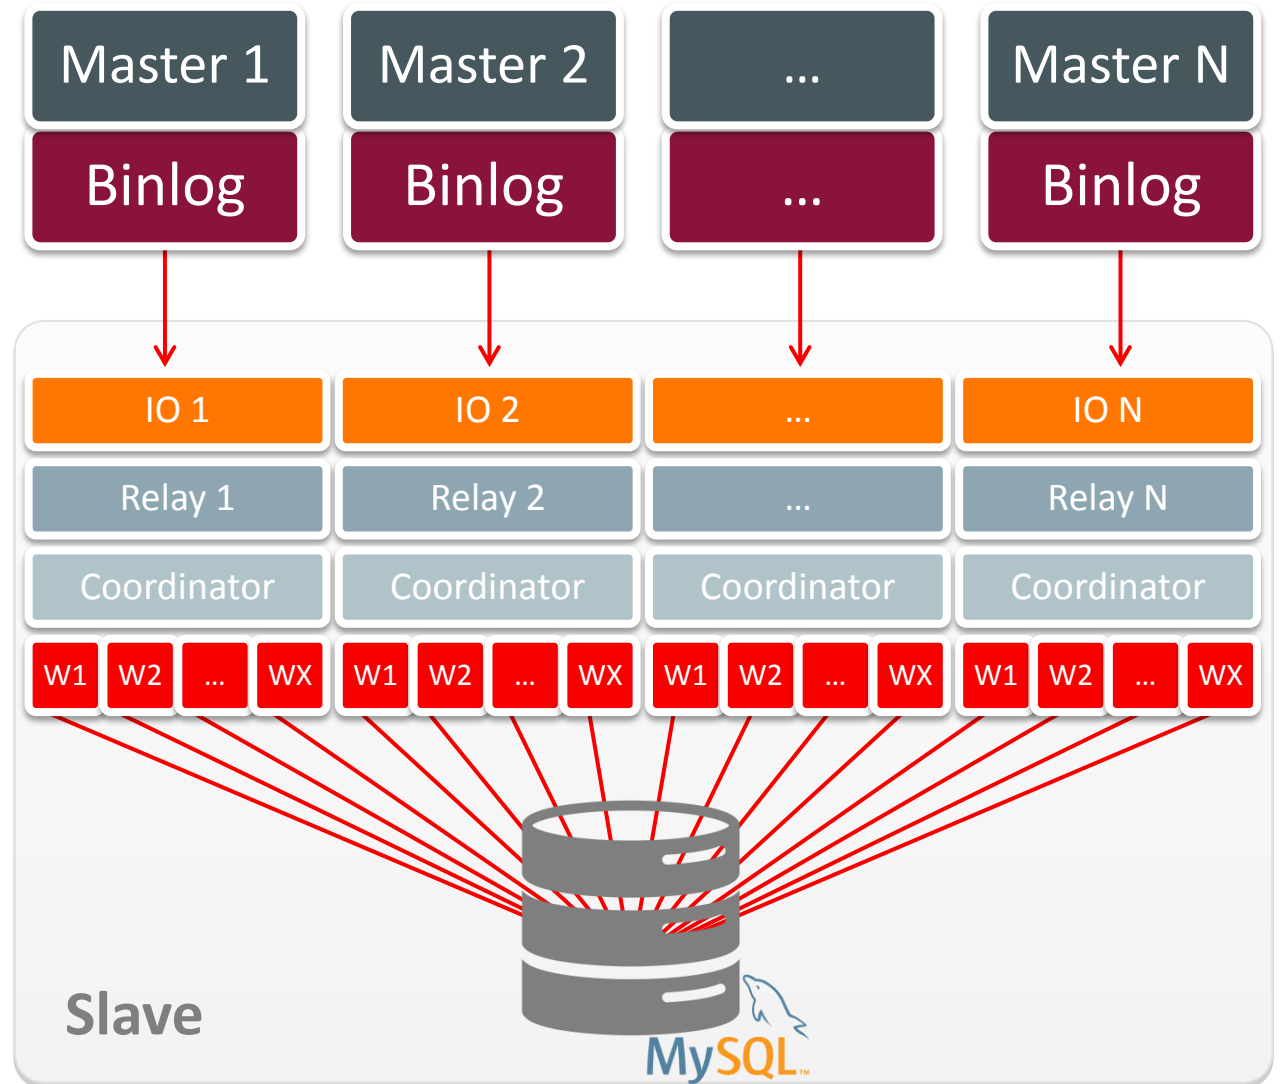 Master 1 Master 2 ... Master N
Binlog Binlog ... Binlog
IO 1 IO 2 ... IO N
Relay 1 Relay 2 ... Relay N
Coordinator Coordinator Coordinator Coordinator
W1 W2 ... WX W1 W2 ... WX W1 W2 ... WX W1 W2 ... WX
Slave
MySQL™